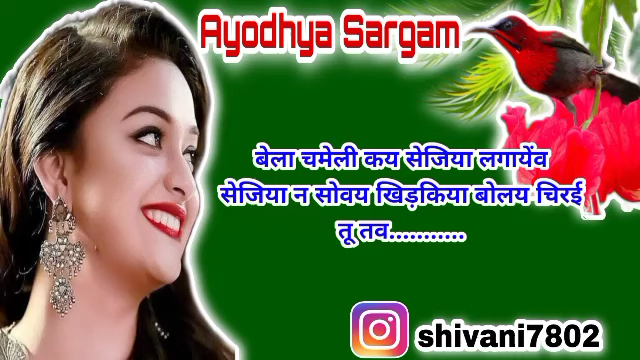 Ayodhya Sargam
बेला चमेली कय सेजिया लगायेंव
सेजिया न सोवय खिड़किया बोलय चिरई
तू तव...........
shivani7802